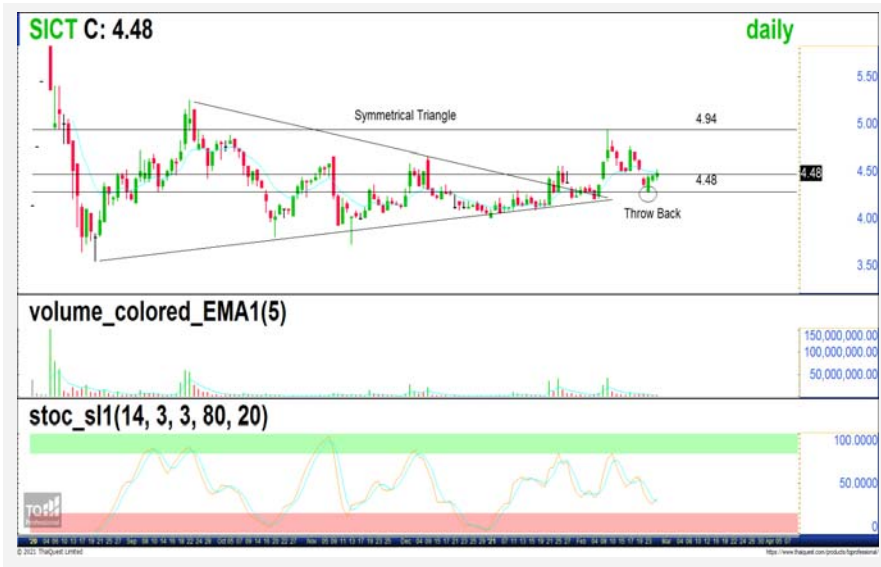 SICT C: 4.48 daily
5.50
Symmetrical Triangle
4.94
5.00
4.50
4.48
4.48
Throw Back
4.00
3.50
volume_colored_EMA1(5)
150,000,000.00
100,000,000.00
50,000,000.00
stoc_sl1(14, 3, 3, 80, 20)
100.0000
50.0000
0
TQ
Professional
© 2021 ThaiQuest Limited